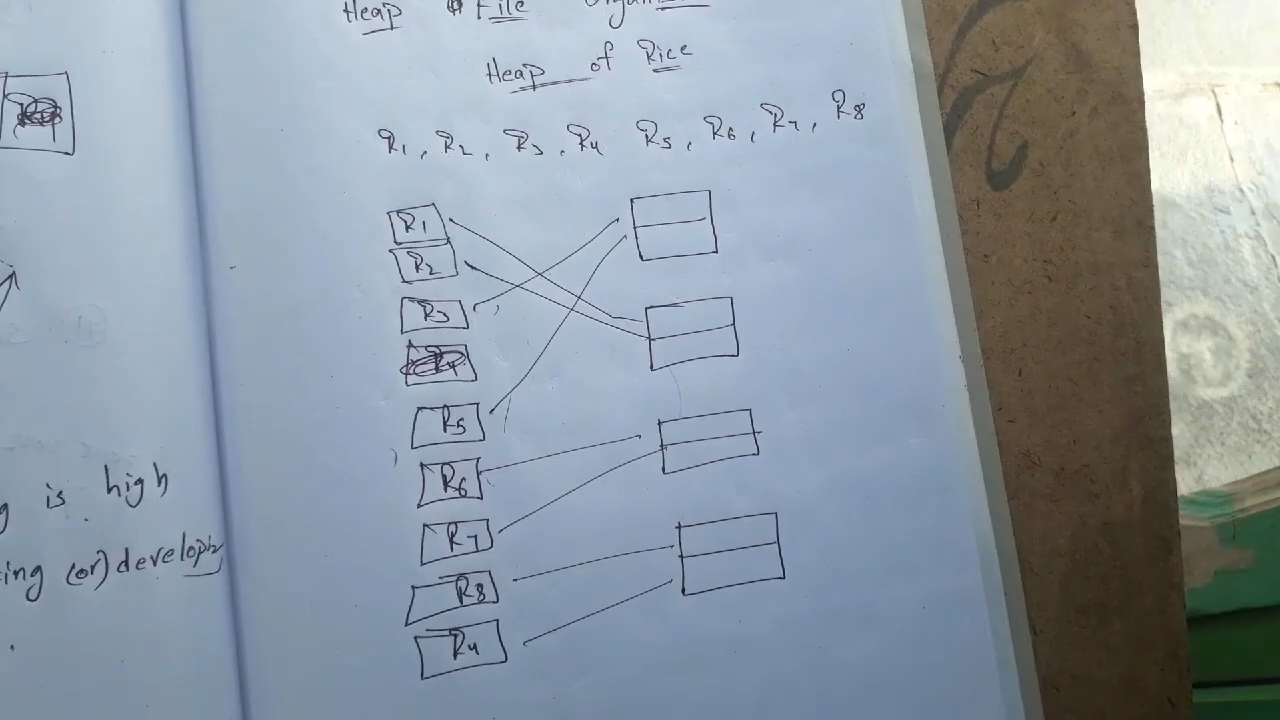 Heap File
Heap of Rice
R1, R2, R3, R4 R5, R6, R7, R8
R1
R2
R3
R5
R6
R7
R8
R4
is high
(or) develop